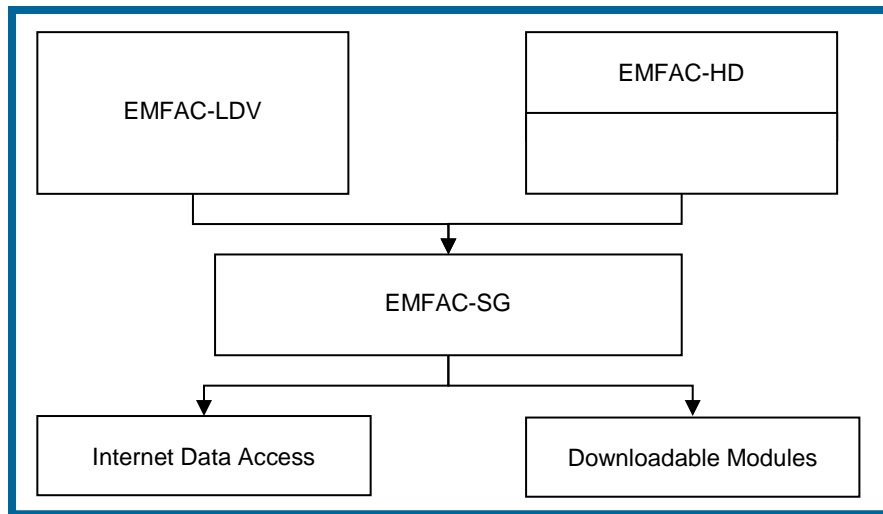 EMFAC-LDV
EMFAC-HD
EMFAC-SG
Internet Data Access
Downloadable Modules